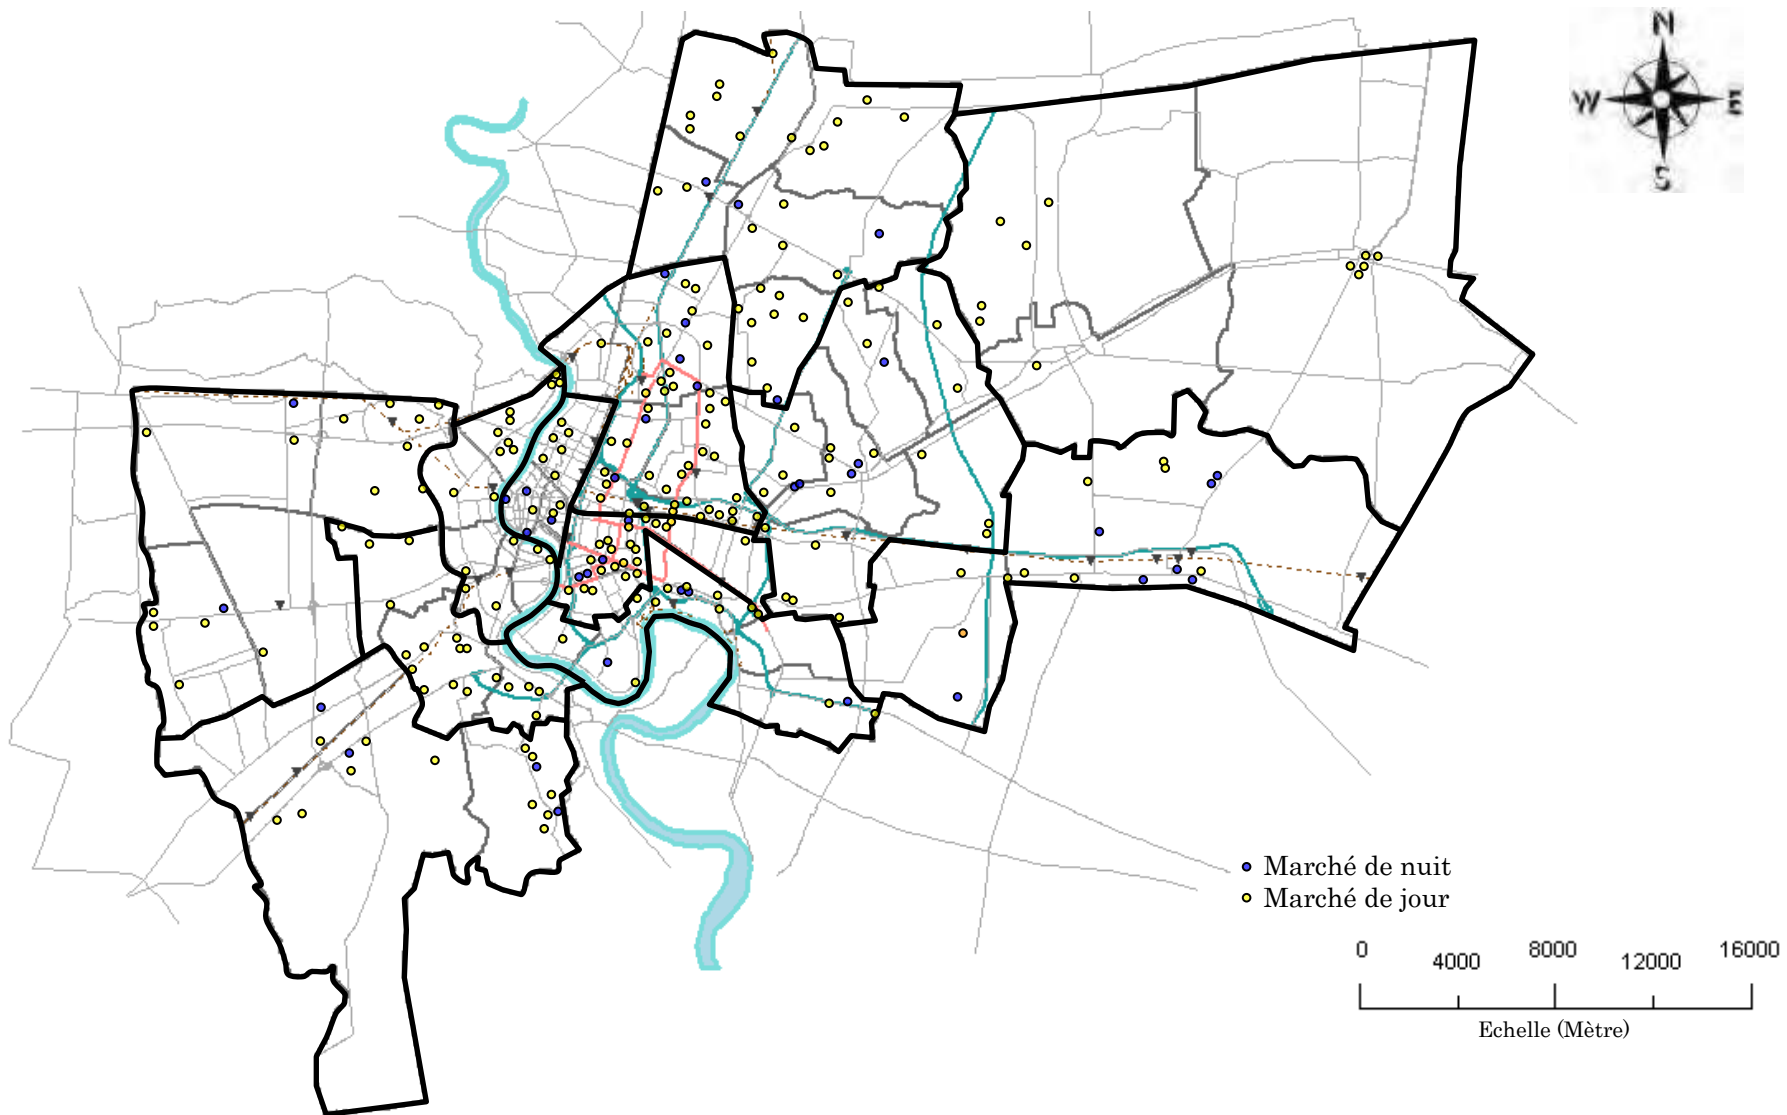 N
W E
S
Marché de nuit
Marché de jour
0 4000 8000 12000 16000
Echelle (Mètre)